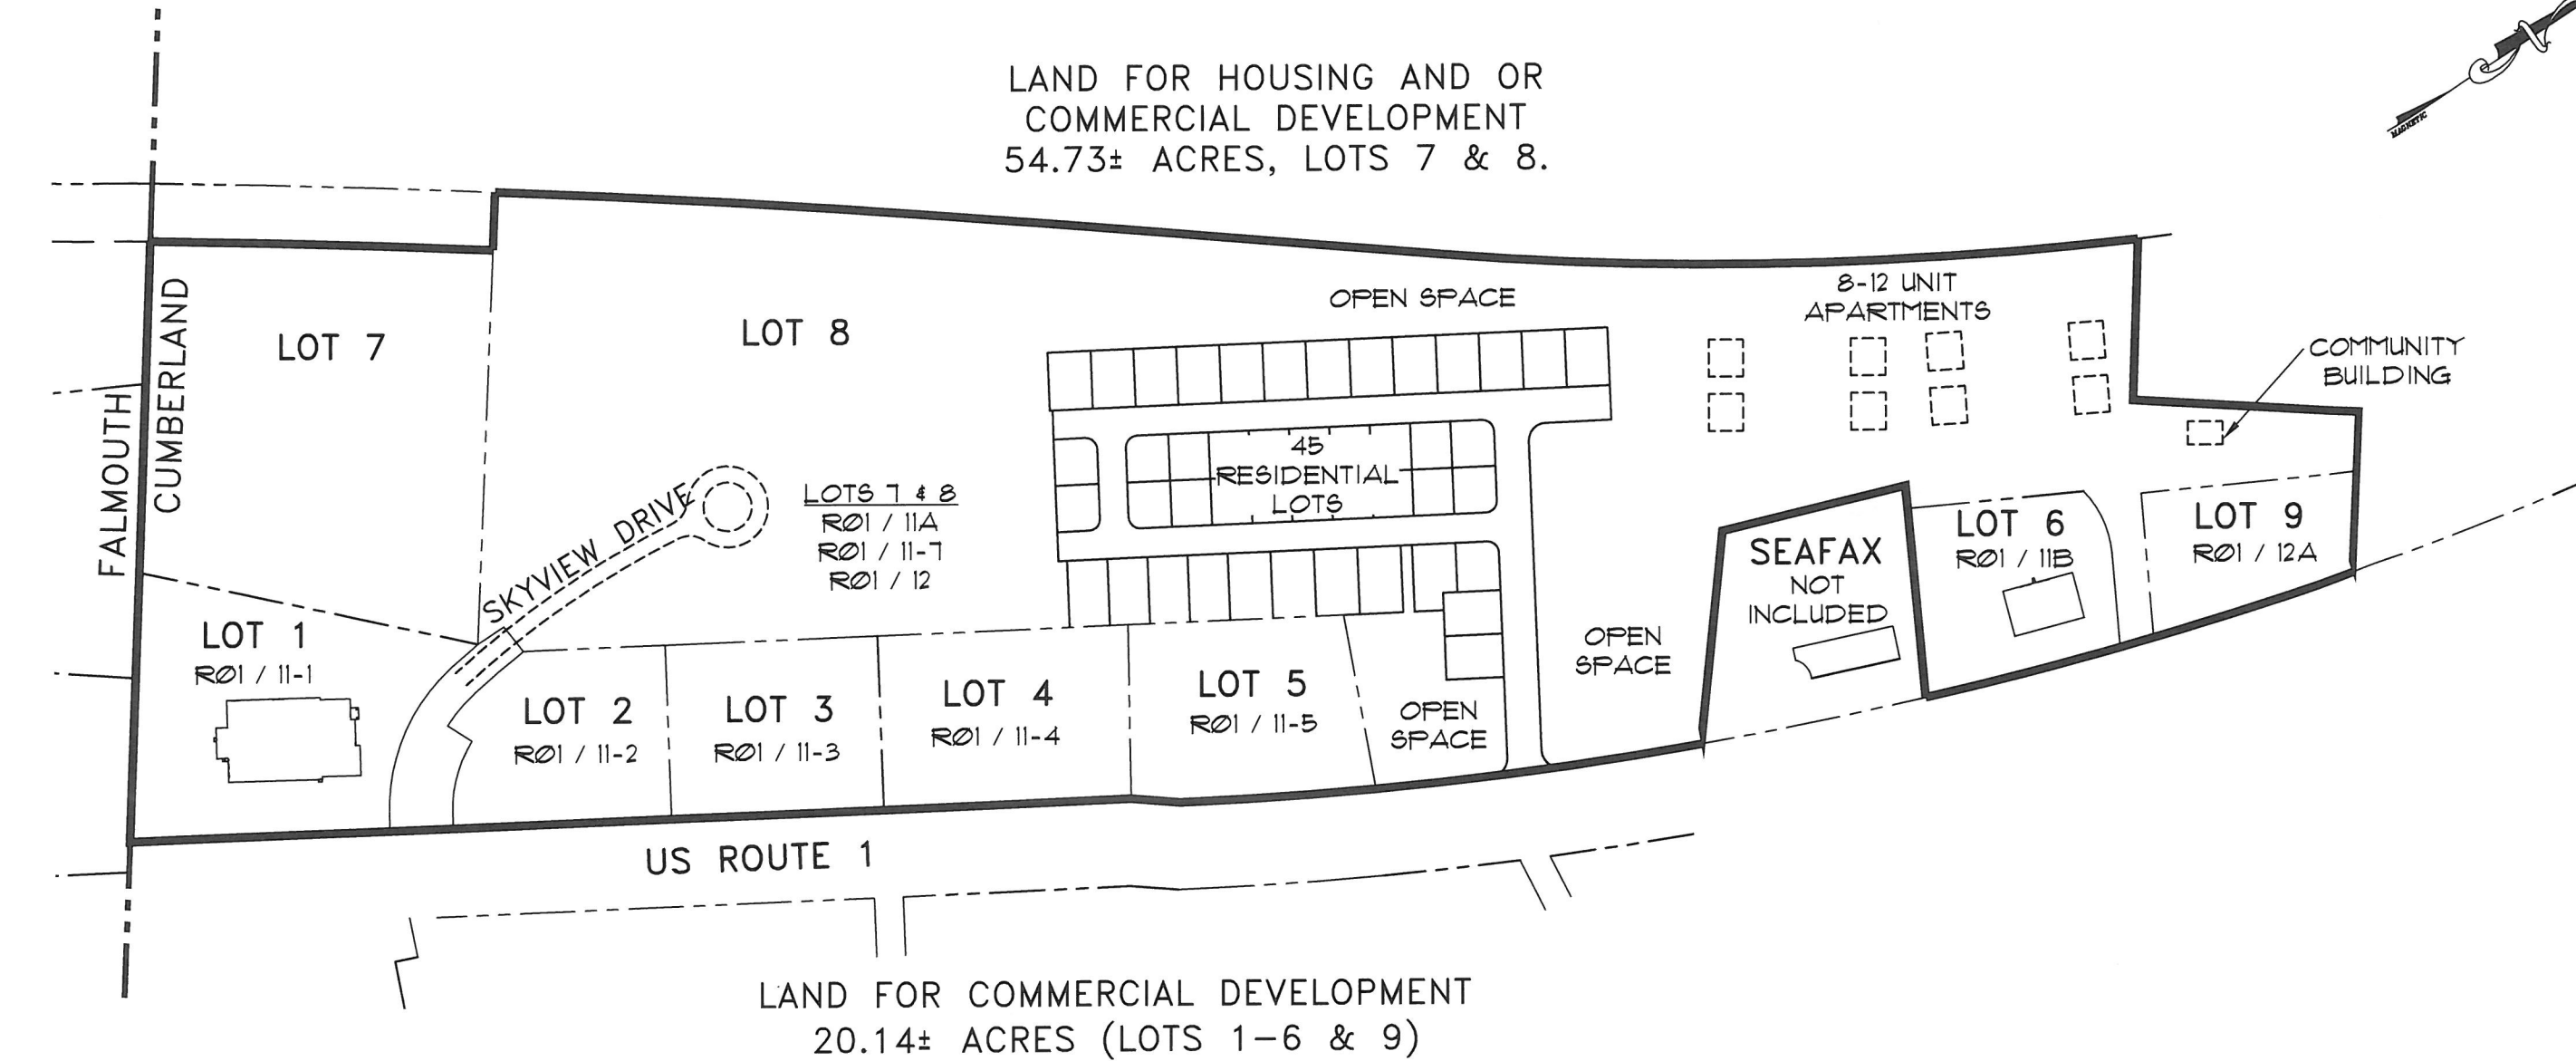 LAND FOR HOUSING AND OR
COMMERCIAL DEVELOPMENT
54.73± ACRES, LOTS 7 & 8.
MAGNETIC
FALMOUTH
CUMBERLAND
LOT 7
LOT 8
OPEN SPACE
8-12 UNIT
APARTMENTS
COMMUNITY
BUILDING
45
RESIDENTIAL
LOTS
SKYVIEW DRIVE
LOTS 7 & 8
RØ1 / 11A
RØ1 / 11-7
RØ1 / 12
LOT 1
RØ1 / 11-1
LOT 2
RØ1 / 11-2
LOT 3
RØ1 / 11-3
LOT 4
RØ1 / 11-4
LOT 5
RØ1 / 11-5
OPEN
SPACE
OPEN
SPACE
SEAFAX
NOT
INCLUDED
LOT 6
RØ1 / 11B
LOT 9
RØ1 / 12A
US ROUTE 1
LAND FOR COMMERCIAL DEVELOPMENT
20.14± ACRES (LOTS 1-6 & 9)